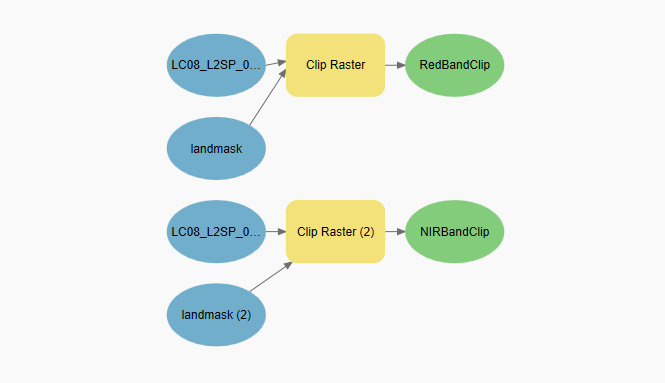 LC08_L2SP_0...
Clip Raster
RedBandClip
landmask
LC08_L2SP_0...
Clip Raster (2)
NIRBandClip
landmask (2)